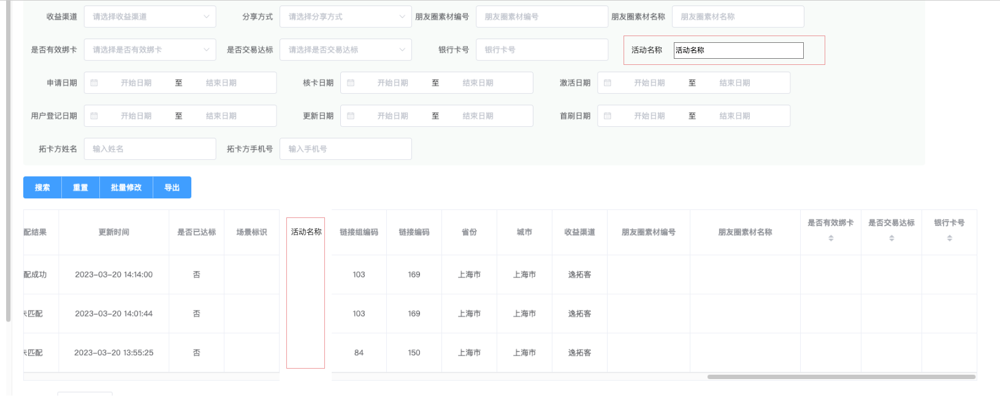 收益渠道 请选择收益渠道 分享方式 请选择分享方式 朋友圈素材编号 朋友圈素材编号 朋友圈素材名称 朋友圈素材名称
是否有效绑卡 请选择是否有效绑卡 是否交易达标 请选择是否交易达标 银行卡号 银行卡号 活动名称 活动名称
申请日期 开始日期 至 结束日期 核卡日期 开始日期 至 结束日期 激活日期 开始日期 至 结束日期
用户登记日期 开始日期 至 结束日期 更新日期 开始日期 至 结束日期 首刷日期 开始日期 至 结束日期
拓卡方姓名 输入姓名 拓卡方手机号 输入手机号
搜索 重置 批量修改 导出
配结果 更新时间 是否已达标 场景标识 活动名称 链接组编码 链接编码 省份 城市 收益渠道 朋友圈素材编号 朋友圈素材名称 是否有效绑卡 是否交易达标 银行卡号
配成功 2023-03-20 14:14:00 否 103 169 上海市 上海市 逸拓客
匹配 2023-03-20 14:01:44 否 103 169 上海市 上海市 逸拓客
匹配 2023-03-20 13:55:25 否 84 150 上海市 上海市 逸拓客